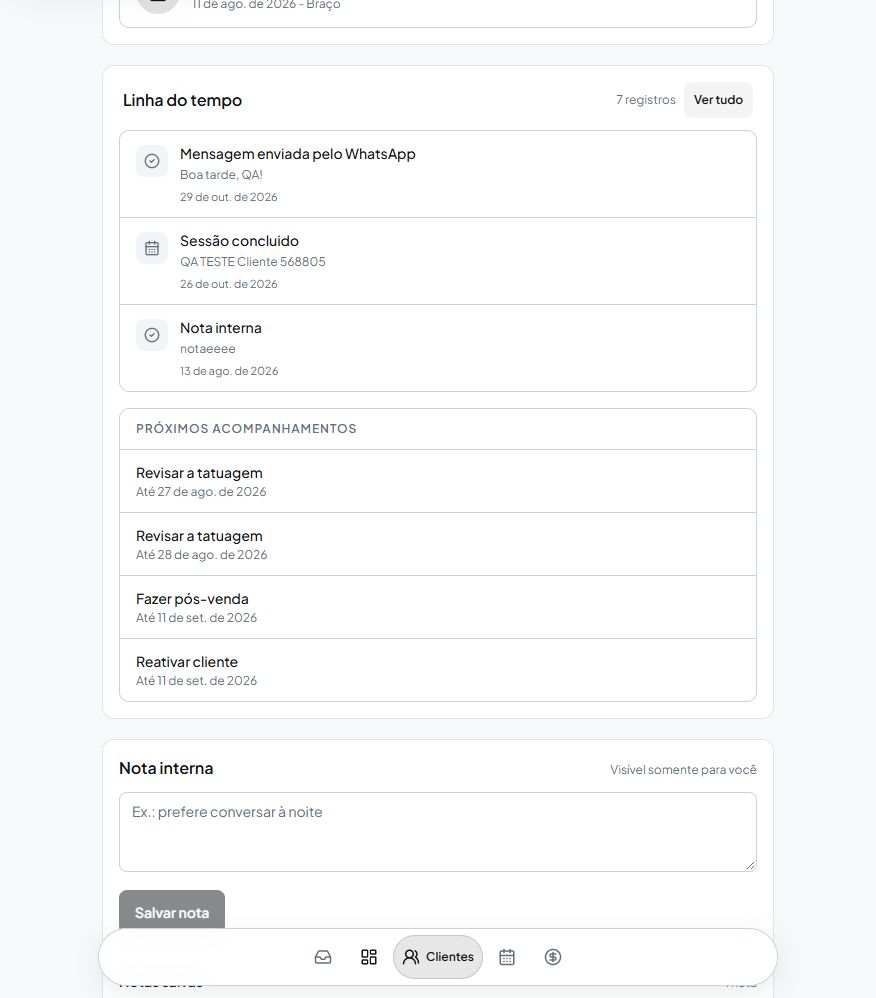 11 de ago. de 2026 - Braço
Linha do tempo
7 registros
Ver tudo
Mensagem enviada pelo WhatsApp
Boa tarde, QA!
29 de out. de 2026
Sessão concluido
QA TESTE Cliente 568805
26 de out. de 2026
Nota interna
notaeeee
13 de ago. de 2026
PRÓXIMOS ACOMPANHAMENTOS
Revisar a tatuagem
Até 27 de ago. de 2026
Revisar a tatuagem
Até 28 de ago. de 2026
Fazer pós-venda
Até 11 de set. de 2026
Reativar cliente
Até 11 de set. de 2026
Nota interna
Visível somente para você
Ex.: prefere conversar à noite
Salvar nota
Clientes